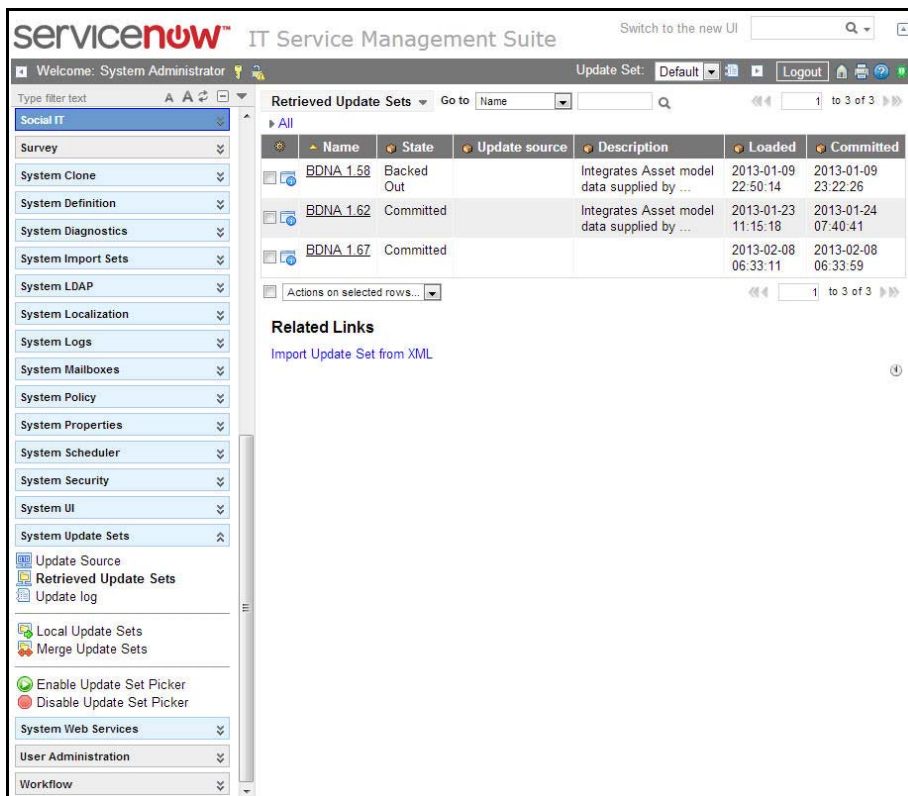 servicenow™ IT Service Management Suite
Switch to the new UI
Welcome: System Administrator
Update Set: Default
Logout
Type filter text A A
Social IT
Survey
System Clone
System Definition
System Diagnostics
System Import Sets
System LDAP
System Localization
System Logs
System Mailboxes
System Policy
System Properties
System Scheduler
System Security
System UI
System Update Sets
Update Source
Retrieved Update Sets
Update log
Local Update Sets
Merge Update Sets
Enable Update Set Picker
Disable Update Set Picker
System Web Services
User Administration
Workflow
Retrieved Update Sets Go to Name 1 to 3 of 3
All
Name State Update source Description Loaded Committed
BDNA 1.58 Backed Out Integrates Asset model data supplied by ... 2013-01-09 22:50:14 2013-01-09 23:22:26
BDNA 1.62 Committed Integrates Asset model data supplied by ... 2013-01-23 11:15:18 2013-01-24 07:40:41
BDNA 1.67 Committed 2013-02-08 06:33:11 2013-02-08 06:33:59
Actions on selected rows... 1 to 3 of 3
Related Links
Import Update Set from XML